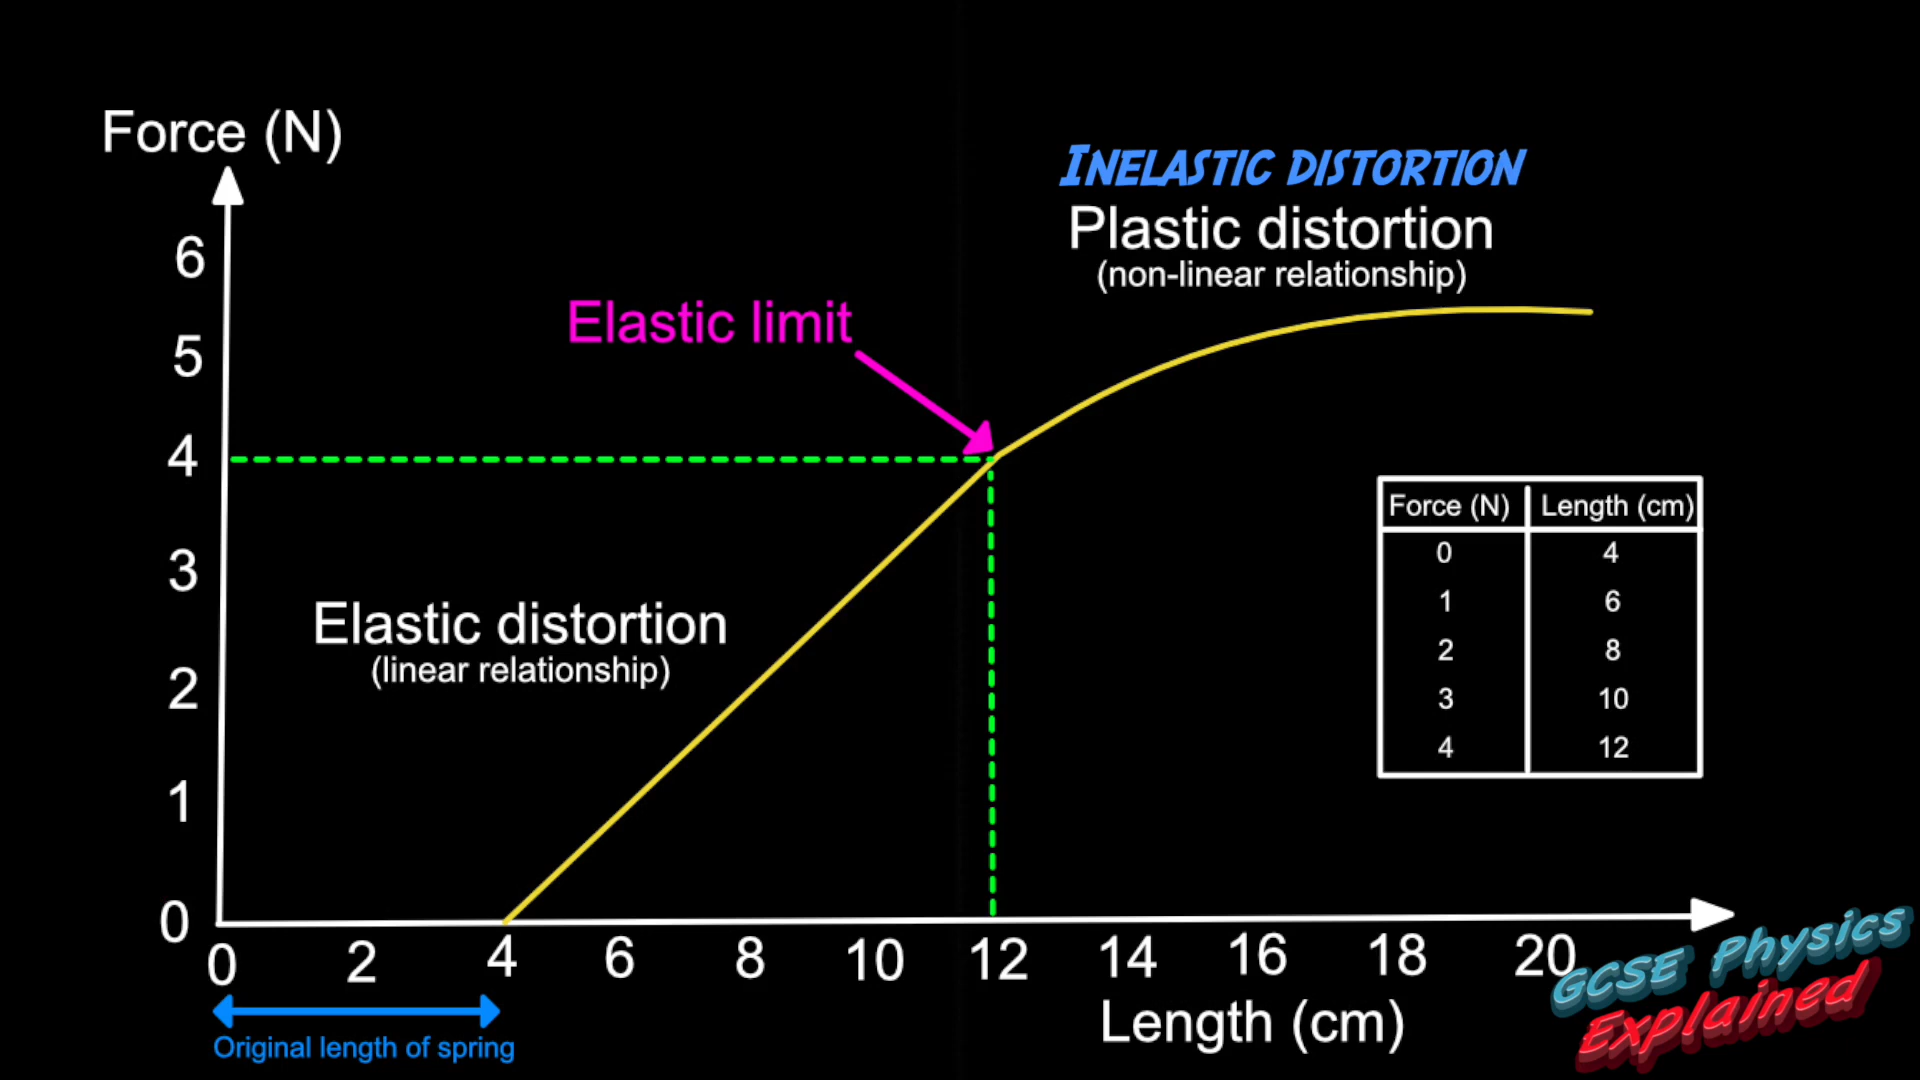 Force (N)
INELASTIC DISTORTION
Plastic distortion
(non-linear relationship)
Elastic limit
6
5
4
3
2
1
0
Elastic distortion
(linear relationship)
Force (N) Length (cm)
0 4
1 6
2 8
3 10
4 12
0 2 4 6 8 10 12 14 16 18 20
Length (cm)
Original length of spring
GCSE Physics
Explained